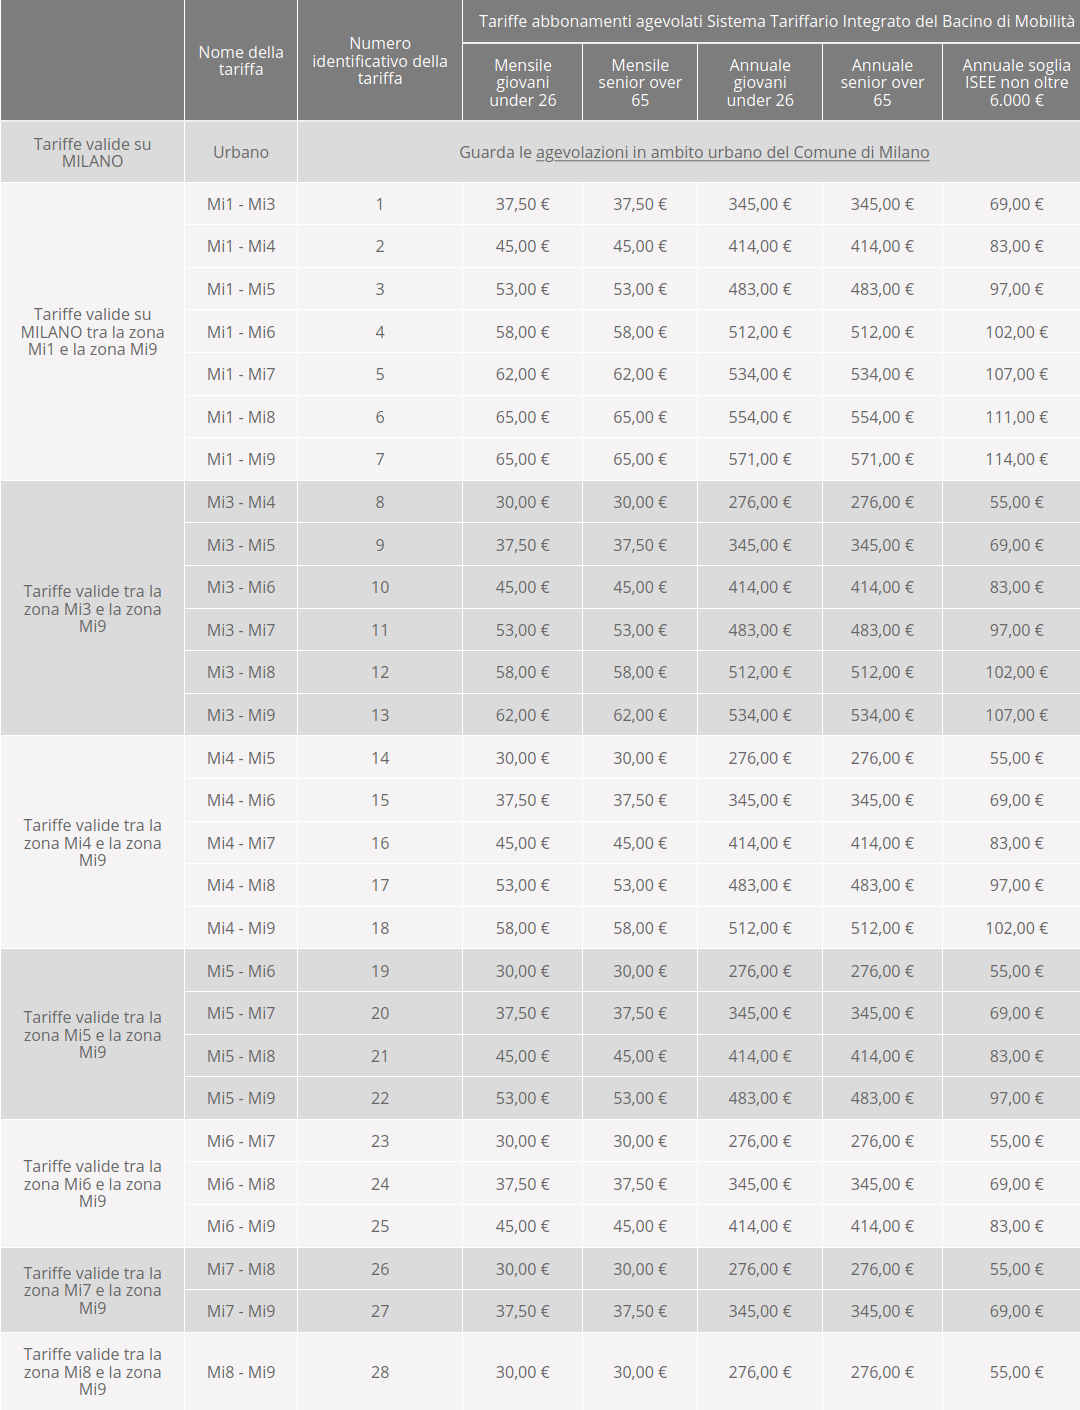 Tariffe abbonamenti agevolati Sistema Tariffario Integrato del Bacino di Mobilità
Nome della
tariffa
Numero
identificativo della
tariffa
Mensile
giovani
under 26
Mensile
senior over
65
Annuale
giovani
under 26
Annuale
senior over
65
Annuale soglia
ISEE non oltre
6.000 €
Tariffe valide su
MILANO
Urbano
Guarda le agevolazioni in ambito urbano del Comune di Milano
Tariffe valide su
MILANO tra la zona
Mi1 e la zona Mi9
Mi1 - Mi3 1 37,50 € 37,50 € 345,00 € 345,00 € 69,00 €
Mi1 - Mi4 2 45,00 € 45,00 € 414,00 € 414,00 € 83,00 €
Mi1 - Mi5 3 53,00 € 53,00 € 483,00 € 483,00 € 97,00 €
Mi1 - Mi6 4 58,00 € 58,00 € 512,00 € 512,00 € 102,00 €
Mi1 - Mi7 5 62,00 € 62,00 € 534,00 € 534,00 € 107,00 €
Mi1 - Mi8 6 65,00 € 65,00 € 554,00 € 554,00 € 111,00 €
Mi1 - Mi9 7 65,00 € 65,00 € 571,00 € 571,00 € 114,00 €
Tariffe valide tra la
zona Mi3 e la zona
Mi9
Mi3 - Mi4 8 30,00 € 30,00 € 276,00 € 276,00 € 55,00 €
Mi3 - Mi5 9 37,50 € 37,50 € 345,00 € 345,00 € 69,00 €
Mi3 - Mi6 10 45,00 € 45,00 € 414,00 € 414,00 € 83,00 €
Mi3 - Mi7 11 53,00 € 53,00 € 483,00 € 483,00 € 97,00 €
Mi3 - Mi8 12 58,00 € 58,00 € 512,00 € 512,00 € 102,00 €
Mi3 - Mi9 13 62,00 € 62,00 € 534,00 € 534,00 € 107,00 €
Tariffe valide tra la
zona Mi4 e la zona
Mi9
Mi4 - Mi5 14 30,00 € 30,00 € 276,00 € 276,00 € 55,00 €
Mi4 - Mi6 15 37,50 € 37,50 € 345,00 € 345,00 € 69,00 €
Mi4 - Mi7 16 45,00 € 45,00 € 414,00 € 414,00 € 83,00 €
Mi4 - Mi8 17 53,00 € 53,00 € 483,00 € 483,00 € 97,00 €
Mi4 - Mi9 18 58,00 € 58,00 € 512,00 € 512,00 € 102,00 €
Tariffe valide tra la
zona Mi5 e la zona
Mi9
Mi5 - Mi6 19 30,00 € 30,00 € 276,00 € 276,00 € 55,00 €
Mi5 - Mi7 20 37,50 € 37,50 € 345,00 € 345,00 € 69,00 €
Mi5 - Mi8 21 45,00 € 45,00 € 414,00 € 414,00 € 83,00 €
Mi5 - Mi9 22 53,00 € 53,00 € 483,00 € 483,00 € 97,00 €
Tariffe valide tra la
zona Mi6 e la zona
Mi9
Mi6 - Mi7 23 30,00 € 30,00 € 276,00 € 276,00 € 55,00 €
Mi6 - Mi8 24 37,50 € 37,50 € 345,00 € 345,00 € 69,00 €
Mi6 - Mi9 25 45,00 € 45,00 € 414,00 € 414,00 € 83,00 €
Tariffe valide tra la
zona Mi7 e la zona
Mi9
Mi7 - Mi8 26 30,00 € 30,00 € 276,00 € 276,00 € 55,00 €
Mi7 - Mi9 27 37,50 € 37,50 € 345,00 € 345,00 € 69,00 €
Tariffe valide tra la
zona Mi8 e la zona
Mi9
Mi8 - Mi9 28 30,00 € 30,00 € 276,00 € 276,00 € 55,00 €